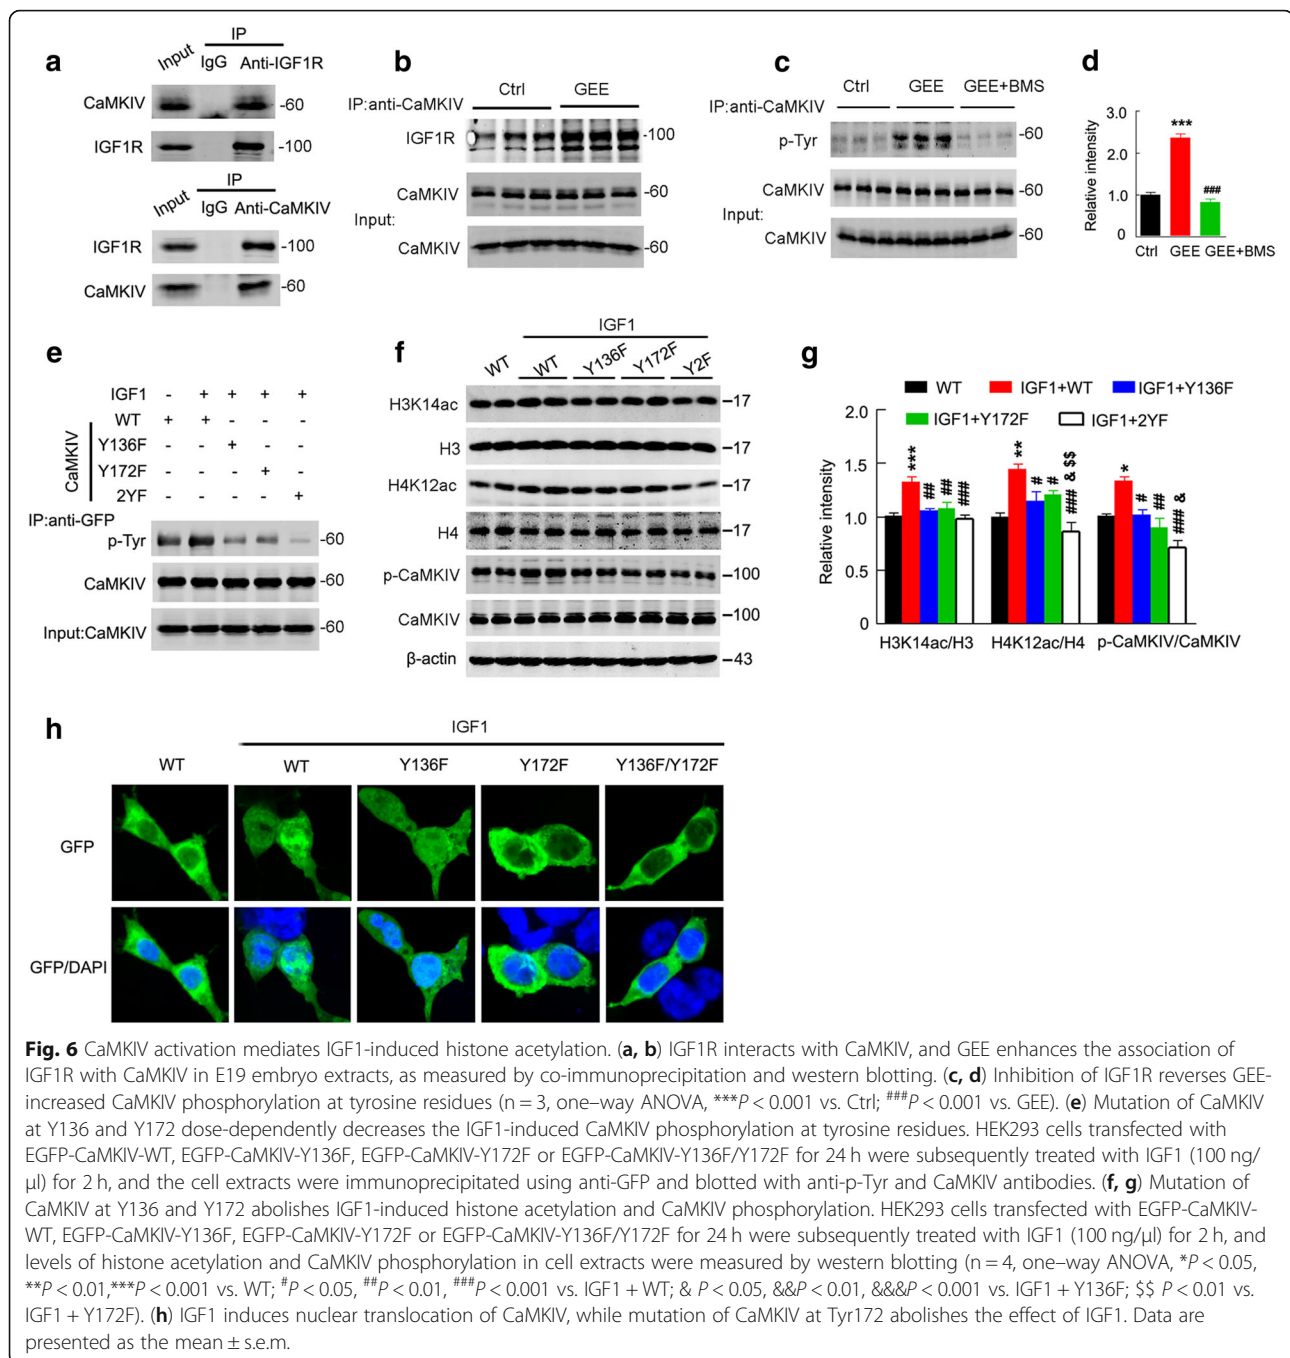 a
IP
Input IgG Anti-IGF1R
CaMKIV -60
IGF1R -100
IP
Input IgG Anti-CaMKIV
IGF1R -100
CaMKIV -60
b
IP:anti-CaMKIV Ctrl GEE
IGF1R -100
CaMKIV -60
Input:
CaMKIV -60
c
IP:anti-CaMKIV Ctrl GEE GEE+BMS
p-Tyr -60
CaMKIV -60
Input:
CaMKIV -60
d
Relative intensity
3.0
2.0
1.0
0
***
###
Ctrl GEE GEE+BMS
e
IGF1 - + + + +
CaMKIV
WT + + - - -
Y136F - - + - -
Y172F - - - + -
2YF - - - - +
IP:anti-GFP
p-Tyr -60
CaMKIV -60
Input:CaMKIV -60
f
IGF1
WT WT Y136F Y172F Y2F
H3K14ac -17
H3 -17
H4K12ac -17
H4 -17
p-CaMKIV -100
CaMKIV -100
β-actin -43
g
WT IGF1+WT IGF1+Y136F
IGF1+Y172F IGF1+2YF
Relative intensity
2.0
1.5
1.0
0.5
0
*** ## ## ###
** # # ### & $$
* # ## ### &
H3K14ac/H3 H4K12ac/H4 p-CaMKIV/CaMKIV
h
IGF1
WT WT Y136F Y172F Y136F/Y172F
GFP
GFP/DAPI
Fig. 6 CaMKIV activation mediates IGF1-induced histone acetylation. (a, b) IGF1R interacts with CaMKIV, and GEE enhances the association of
IGF1R with CaMKIV in E19 embryo extracts, as measured by co-immunoprecipitation and western blotting. (c, d) Inhibition of IGF1R reverses GEE-
increased CaMKIV phosphorylation at tyrosine residues (n = 3, one–way ANOVA, ***P < 0.001 vs. Ctrl; ###P < 0.001 vs. GEE). (e) Mutation of CaMKIV
at Y136 and Y172 dose-dependently decreases the IGF1-induced CaMKIV phosphorylation at tyrosine residues. HEK293 cells transfected with
EGFP-CaMKIV-WT, EGFP-CaMKIV-Y136F, EGFP-CaMKIV-Y172F or EGFP-CaMKIV-Y136F/Y172F for 24 h were subsequently treated with IGF1 (100 ng/
μl) for 2 h, and the cell extracts were immunoprecipitated using anti-GFP and blotted with anti-p-Tyr and CaMKIV antibodies. (f, g) Mutation of
CaMKIV at Y136 and Y172 abolishes IGF1-induced histone acetylation and CaMKIV phosphorylation. HEK293 cells transfected with EGFP-CaMKIV-
WT, EGFP-CaMKIV-Y136F, EGFP-CaMKIV-Y172F or EGFP-CaMKIV-Y136F/Y172F for 24 h were subsequently treated with IGF1 (100 ng/μl) for 2 h, and
levels of histone acetylation and CaMKIV phosphorylation in cell extracts were measured by western blotting (n = 4, one–way ANOVA, *P < 0.05,
**P < 0.01,***P < 0.001 vs. WT; #P < 0.05, ##P < 0.01, ###P < 0.001 vs. IGF1 + WT; & P < 0.05, &&P < 0.01, &&&P < 0.001 vs. IGF1 + Y136F; $$ P < 0.01 vs.
IGF1 + Y172F). (h) IGF1 induces nuclear translocation of CaMKIV, while mutation of CaMKIV at Tyr172 abolishes the effect of IGF1. Data are
presented as the mean ± s.e.m.